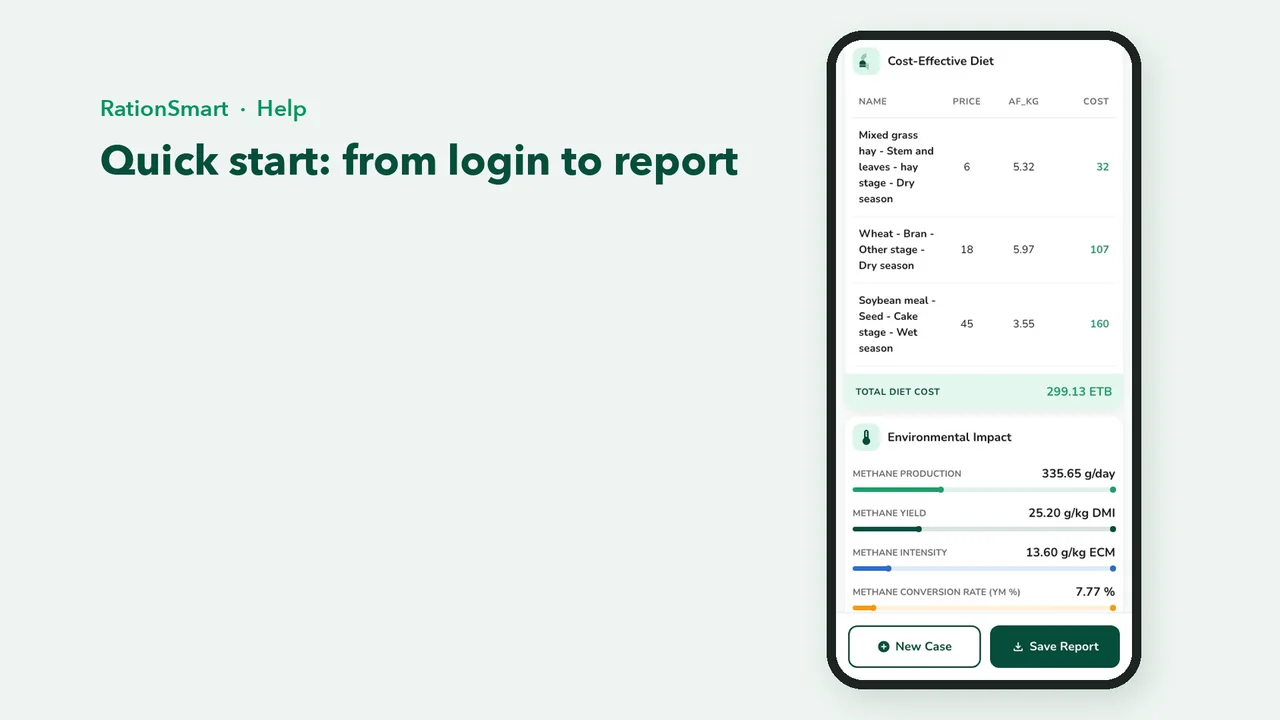 RationSmart · Help
Quick start: from login to report
Cost-Effective Diet
NAME PRICE AF_KG COST
Mixed grass
hay - Stem and
leaves - hay
stage - Dry
season
6 5.32 32
Wheat - Bran -
Other stage -
Dry season
18 5.97 107
Soybean meal -
Seed - Cake
stage - Wet
season
45 3.55 160
TOTAL DIET COST 299.13 ETB
Environmental Impact
METHANE PRODUCTION 335.65 g/day
METHANE YIELD 25.20 g/kg DMI
METHANE INTENSITY 13.60 g/kg ECM
METHANE CONVERSION RATE (YM %) 7.77 %
New Case Save Report